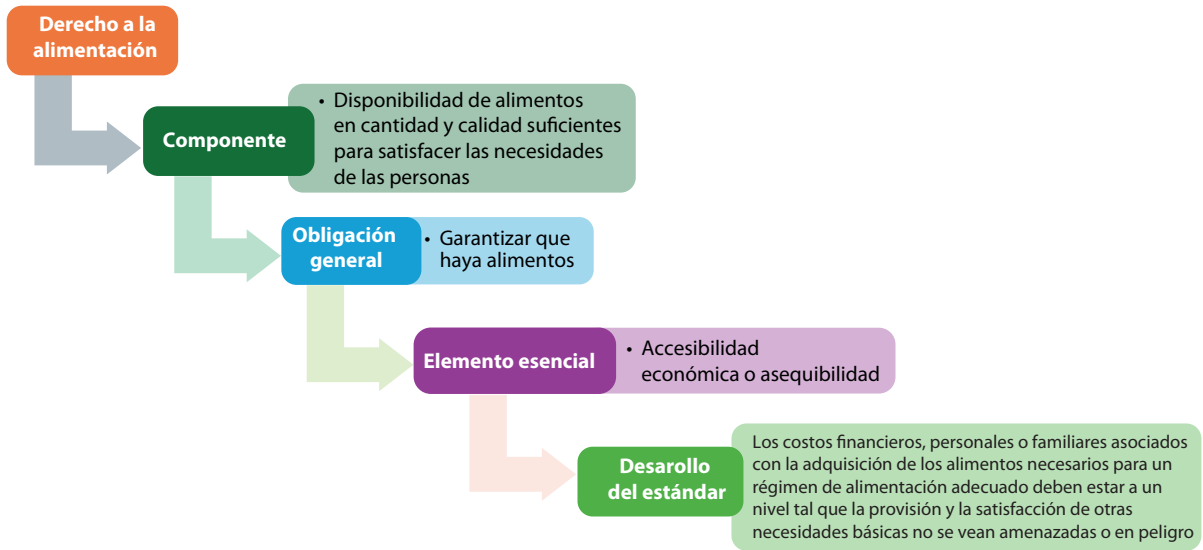 Derecho a la
alimentación
Componente
• Disponibilidad de alimentos
en cantidad y calidad suficientes
para satisfacer las necesidades
de las personas
Obligación
general
• Garantizar que
haya alimentos
Elemento esencial
• Accesibilidad
económica o asequibilidad
Desarollo
del estándar
Los costos financieros, personales o familiares asociados
con la adquisición de los alimentos necesarios para un
régimen de alimentación adecuado deben estar a un
nivel tal que la provisión y la satisfacción de otras
necesidades básicas no se vean amenazadas o en peligro